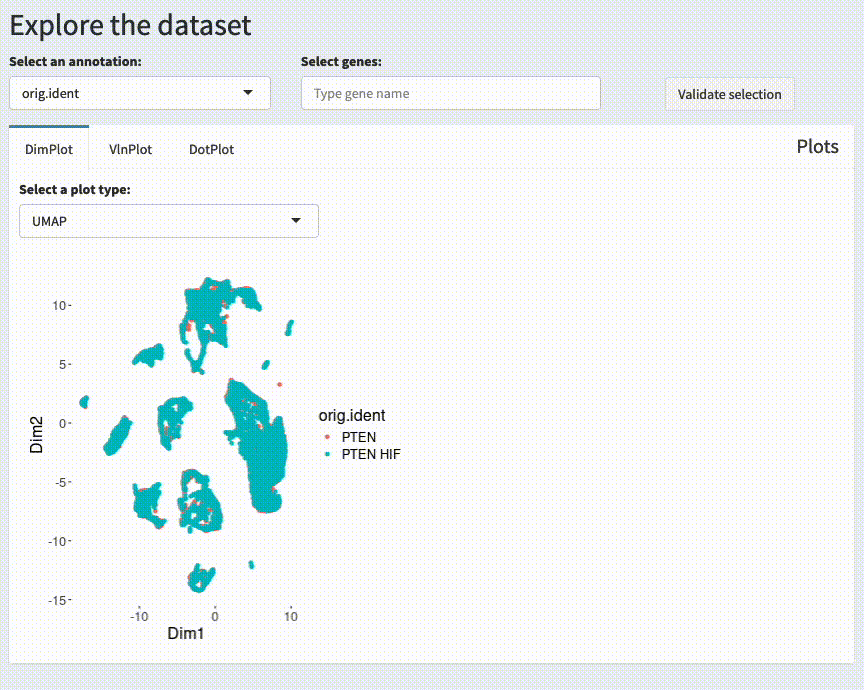 Explore the dataset
Select an annotation:
Select genes:
orig.ident
Type gene name
Validate selection
DimPlot
VlnPlot
DotPlot
Plots
Select a plot type:
UMAP
10
5
0
-5
-10
-15
Dim2
-10
0
10
Dim1
orig.ident
PTEN
PTEN HIF